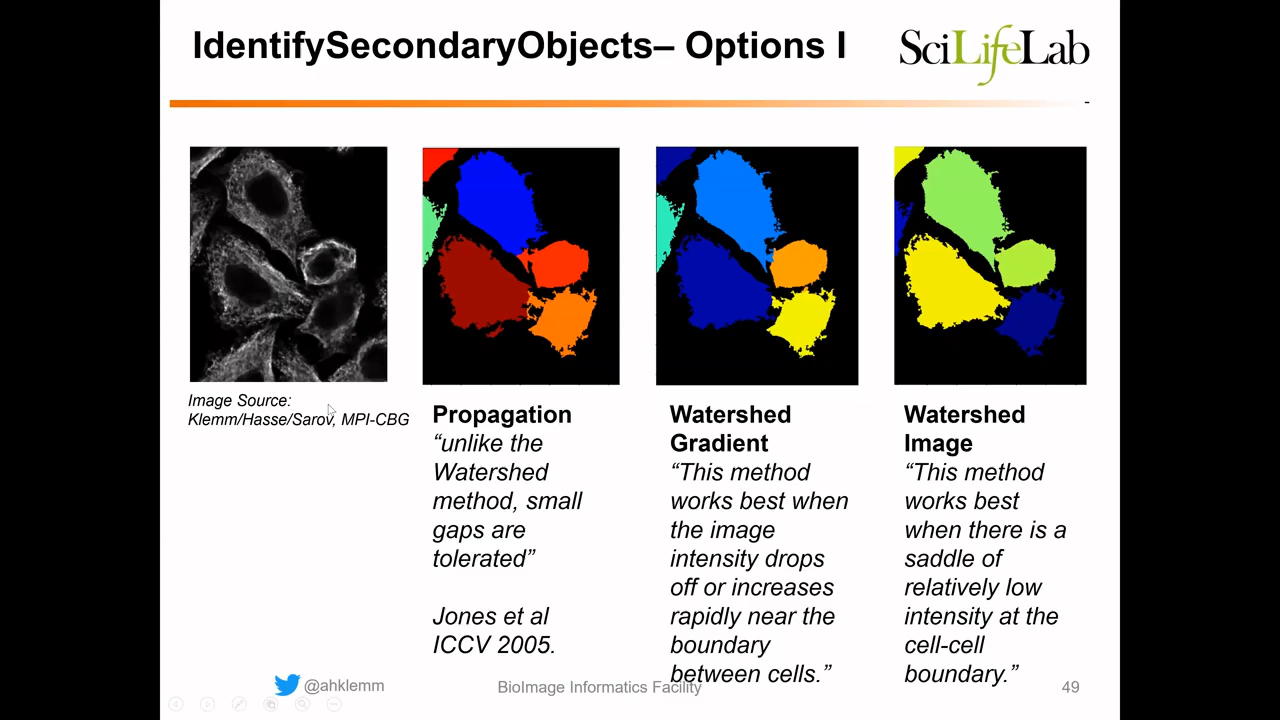 IdentifySecondaryObjects– Options I
SciLifeLab
-
Image Source:
Klemm/Hasse/Sarov, MPI-CBG
Propagation
“unlike the
Watershed
method, small
gaps are
tolerated”
Jones et al
ICCV 2005.
Watershed
Gradient
“This method
works best when
the image
intensity drops
off or increases
rapidly near the
boundary
between cells.”
Watershed
Image
“This method
works best
when there is a
saddle of
relatively low
intensity at the
cell-cell
boundary.”
@ahklemm
BioImage Informatics Facility
49